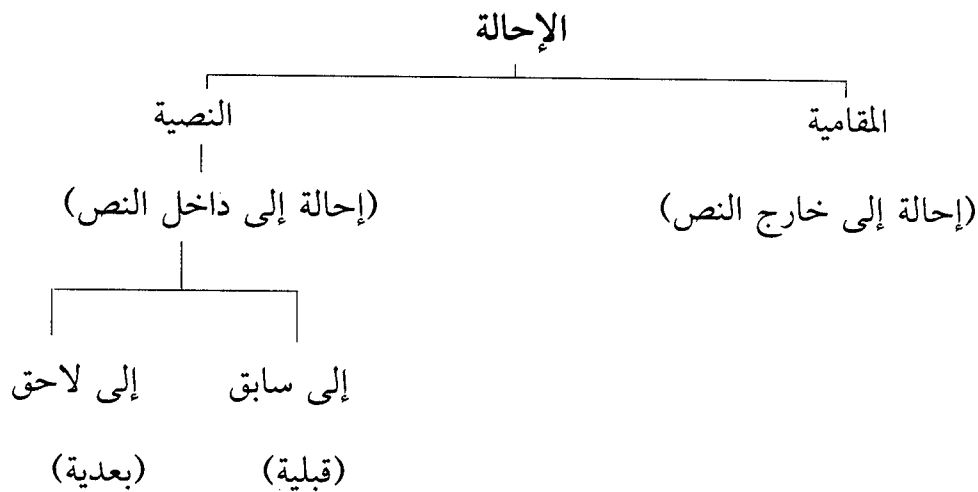 الإحالة
المقامية
النصية
(إحالة إلى خارج النص)
(إحالة إلى داخل النص)
إلى سابق
إلى لاحق
(قبلية)
(بعدية)